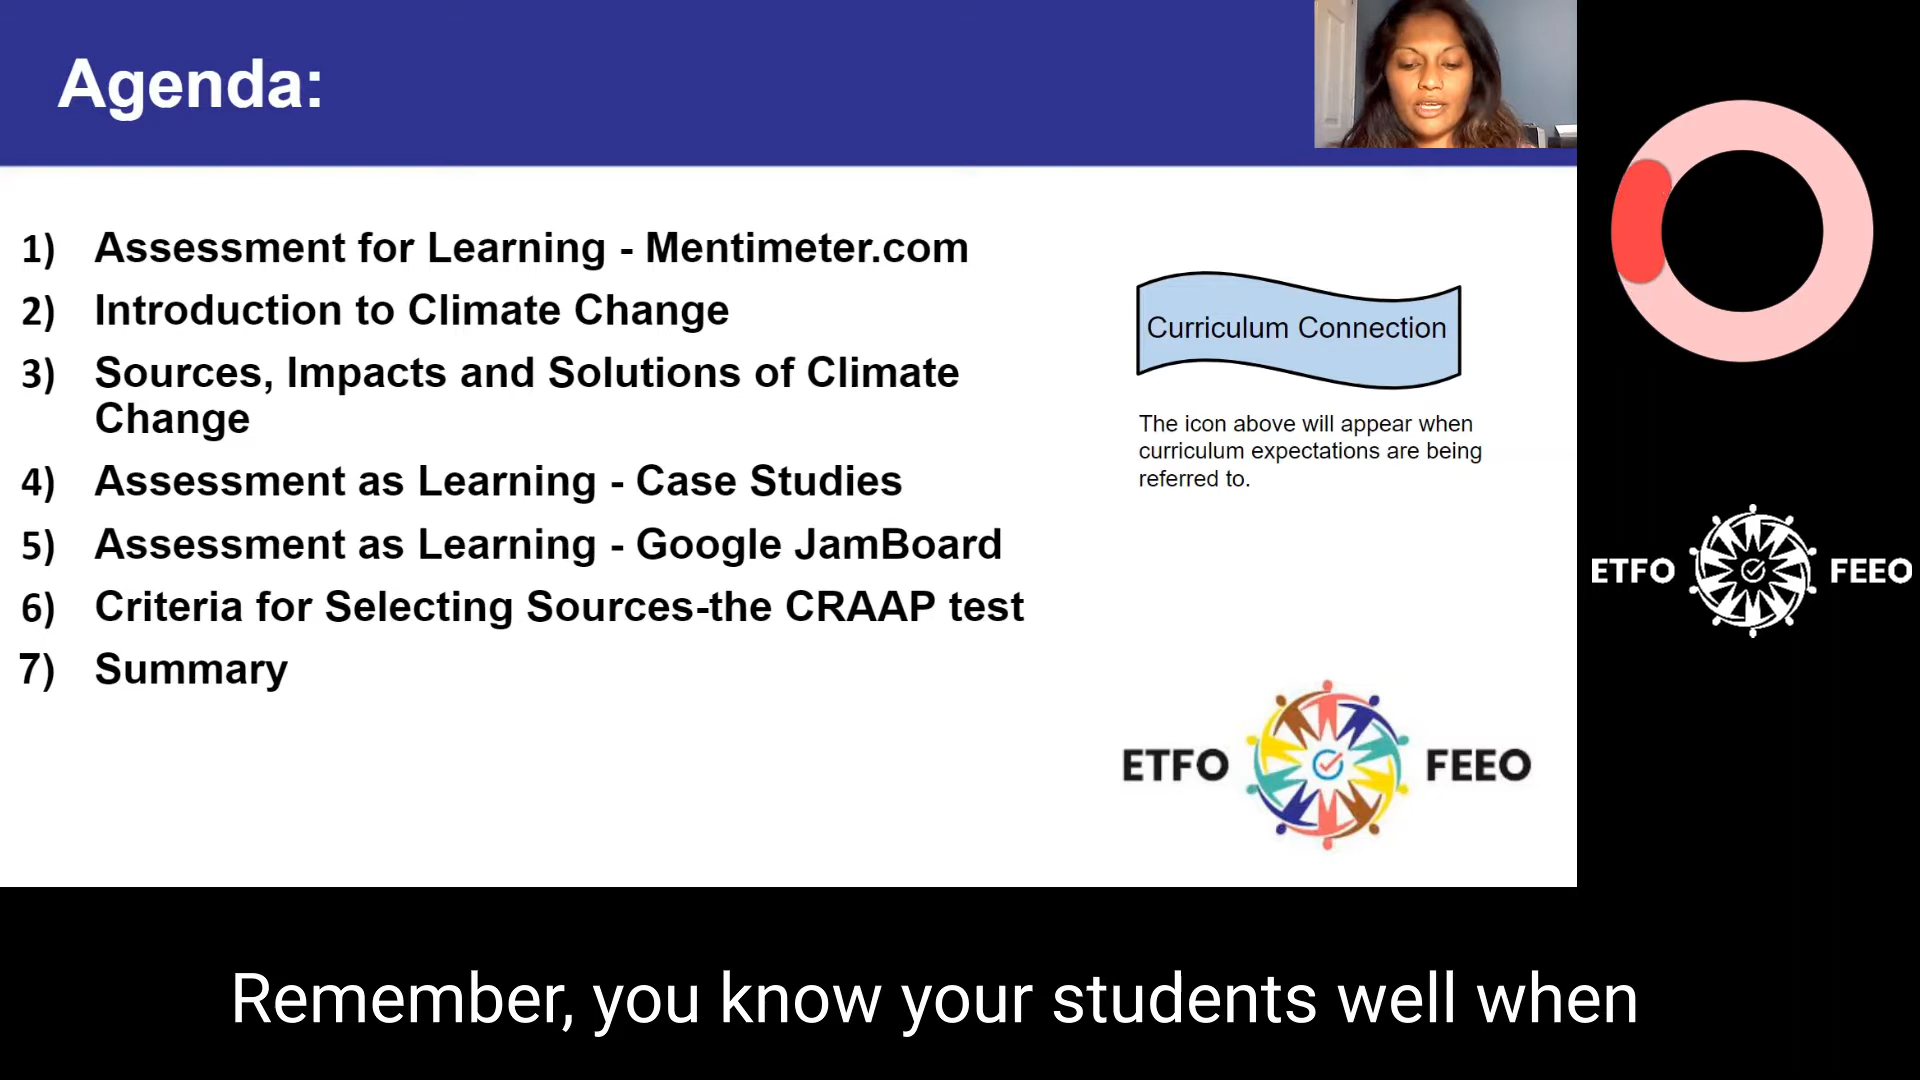 Agenda:
1) Assessment for Learning - Mentimeter.com
2) Introduction to Climate Change
3) Sources, Impacts and Solutions of Climate
Change
4) Assessment as Learning - Case Studies
5) Assessment as Learning - Google JamBoard
6) Criteria for Selecting Sources-the CRAAP test
7) Summary
Curriculum Connection
The icon above will appear when
curriculum expectations are being
referred to.
ETFO FEEO
ETFO FEEO
Remember, you know your students well when